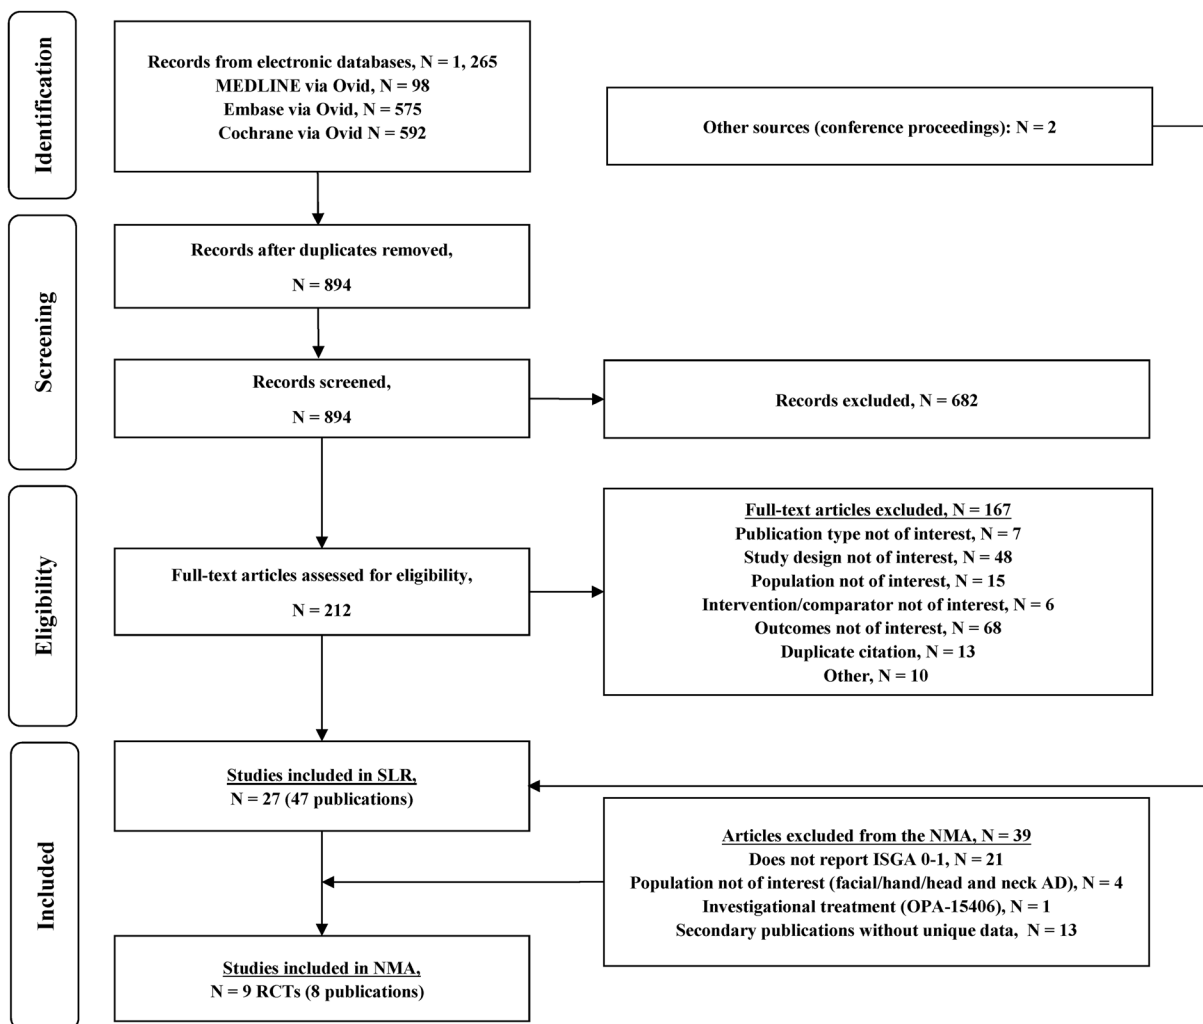 Identification
Records from electronic databases, N = 1, 265
MEDLINE via Ovid, N = 98
Embase via Ovid, N = 575
Cochrane via Ovid N = 592
Other sources (conference proceedings): N = 2
Screening
Records after duplicates removed,
N = 894
Records screened,
N = 894
Records excluded, N = 682
Eligibility
Full-text articles assessed for eligibility,
N = 212
Full-text articles excluded, N = 167
Publication type not of interest, N = 7
Study design not of interest, N = 48
Population not of interest, N = 15
Intervention/comparator not of interest, N = 6
Outcomes not of interest, N = 68
Duplicate citation, N = 13
Other, N = 10
Included
Studies included in SLR,
N = 27 (47 publications)
Articles excluded from the NMA, N = 39
Does not report ISGA 0-1, N = 21
Population not of interest (facial/hand/head and neck AD), N = 4
Investigational treatment (OPA-15406), N = 1
Secondary publications without unique data, N = 13
Studies included in NMA,
N = 9 RCTs (8 publications)